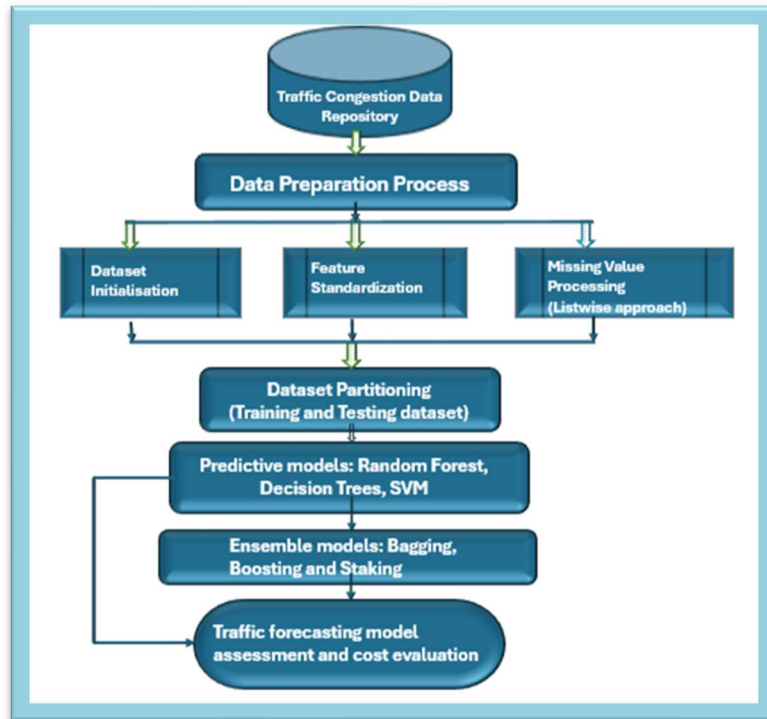 Traffic Congestion Data
Repository
Data Preparation Process
Dataset
Initialisation
Feature
Standardization
Missing Value
Processing
(Listwise approach)
Dataset Partitioning
(Training and Testing dataset)
Predictive models: Random Forest,
Decision Trees, SVM
Ensemble models: Bagging,
Boosting and Staking
Traffic forecasting model
assessment and cost evaluation